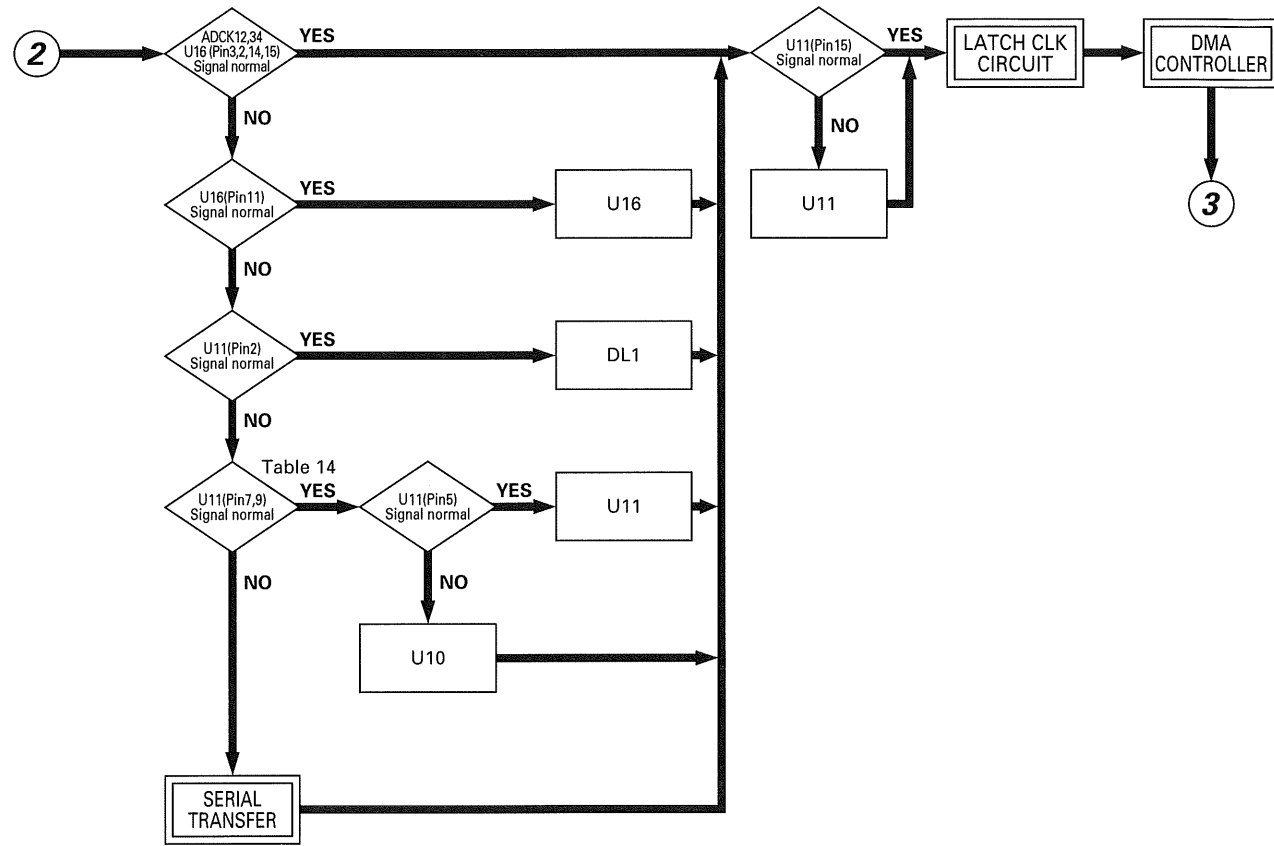 2
ADCK12,34
U16 (Pin3,2,14,15)
Signal normal
YES
NO
U11(Pin15)
Signal normal
YES
NO
LATCH CLK
CIRCUIT
DMA
CONTROLLER
3
U16(Pin11)
Signal normal
YES
NO
U16
U11
U11(Pin2)
Signal normal
YES
NO
DL1
Table 14
U11(Pin7,9)
Signal normal
YES
NO
U11(Pin5)
Signal normal
YES
NO
U11
U10
SERIAL
TRANSFER